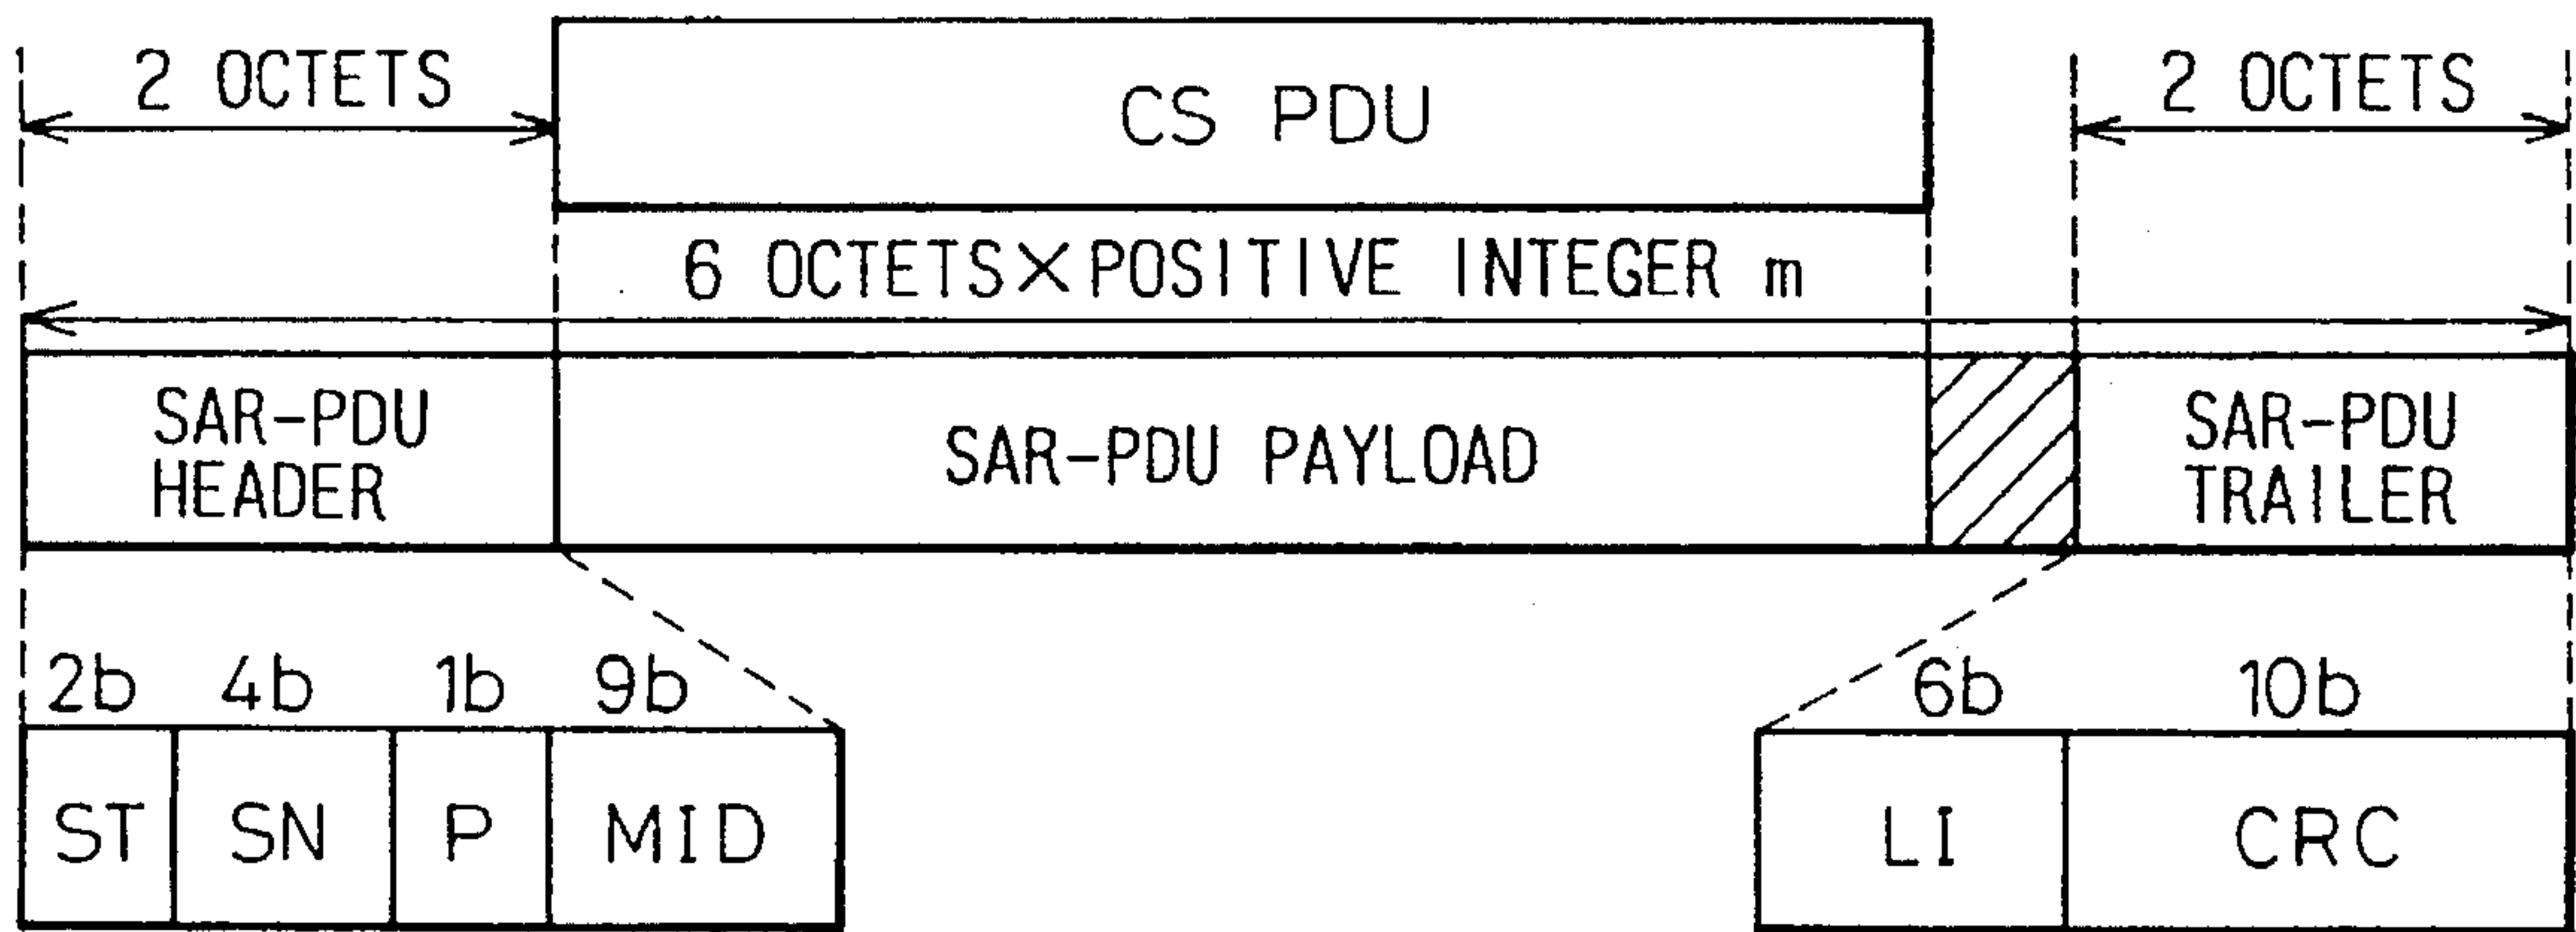 2 OCTETS
CS PDU
2 OCTETS
6 OCTETS×POSITIVE INTEGER m
SAR-PDU HEADER
SAR-PDU PAYLOAD
SAR-PDU TRAILER
2b 4b 1b 9b
6b 10b
ST SN P MID
LI CRC